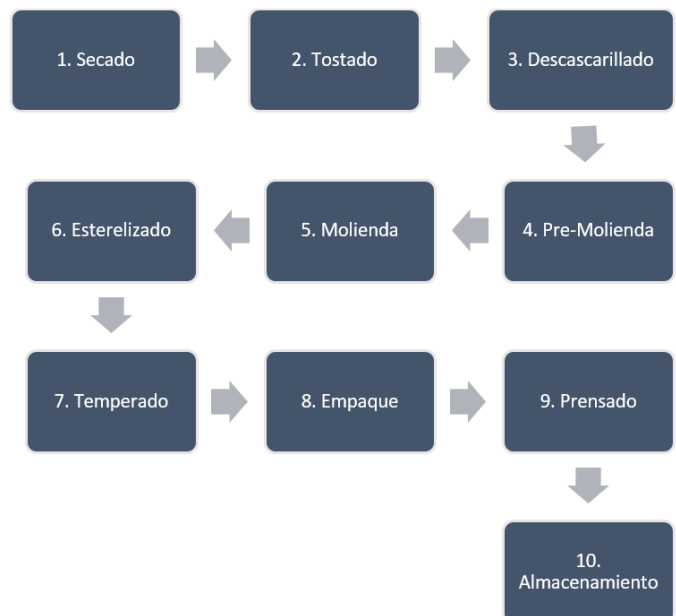 1. Secado
2. Tostado
3. Descascarillado
4. Pre-Molienda
5. Molienda
6. Esterelizado
7. Temperado
8. Empaque
9. Prensado
10.
Almacenamiento